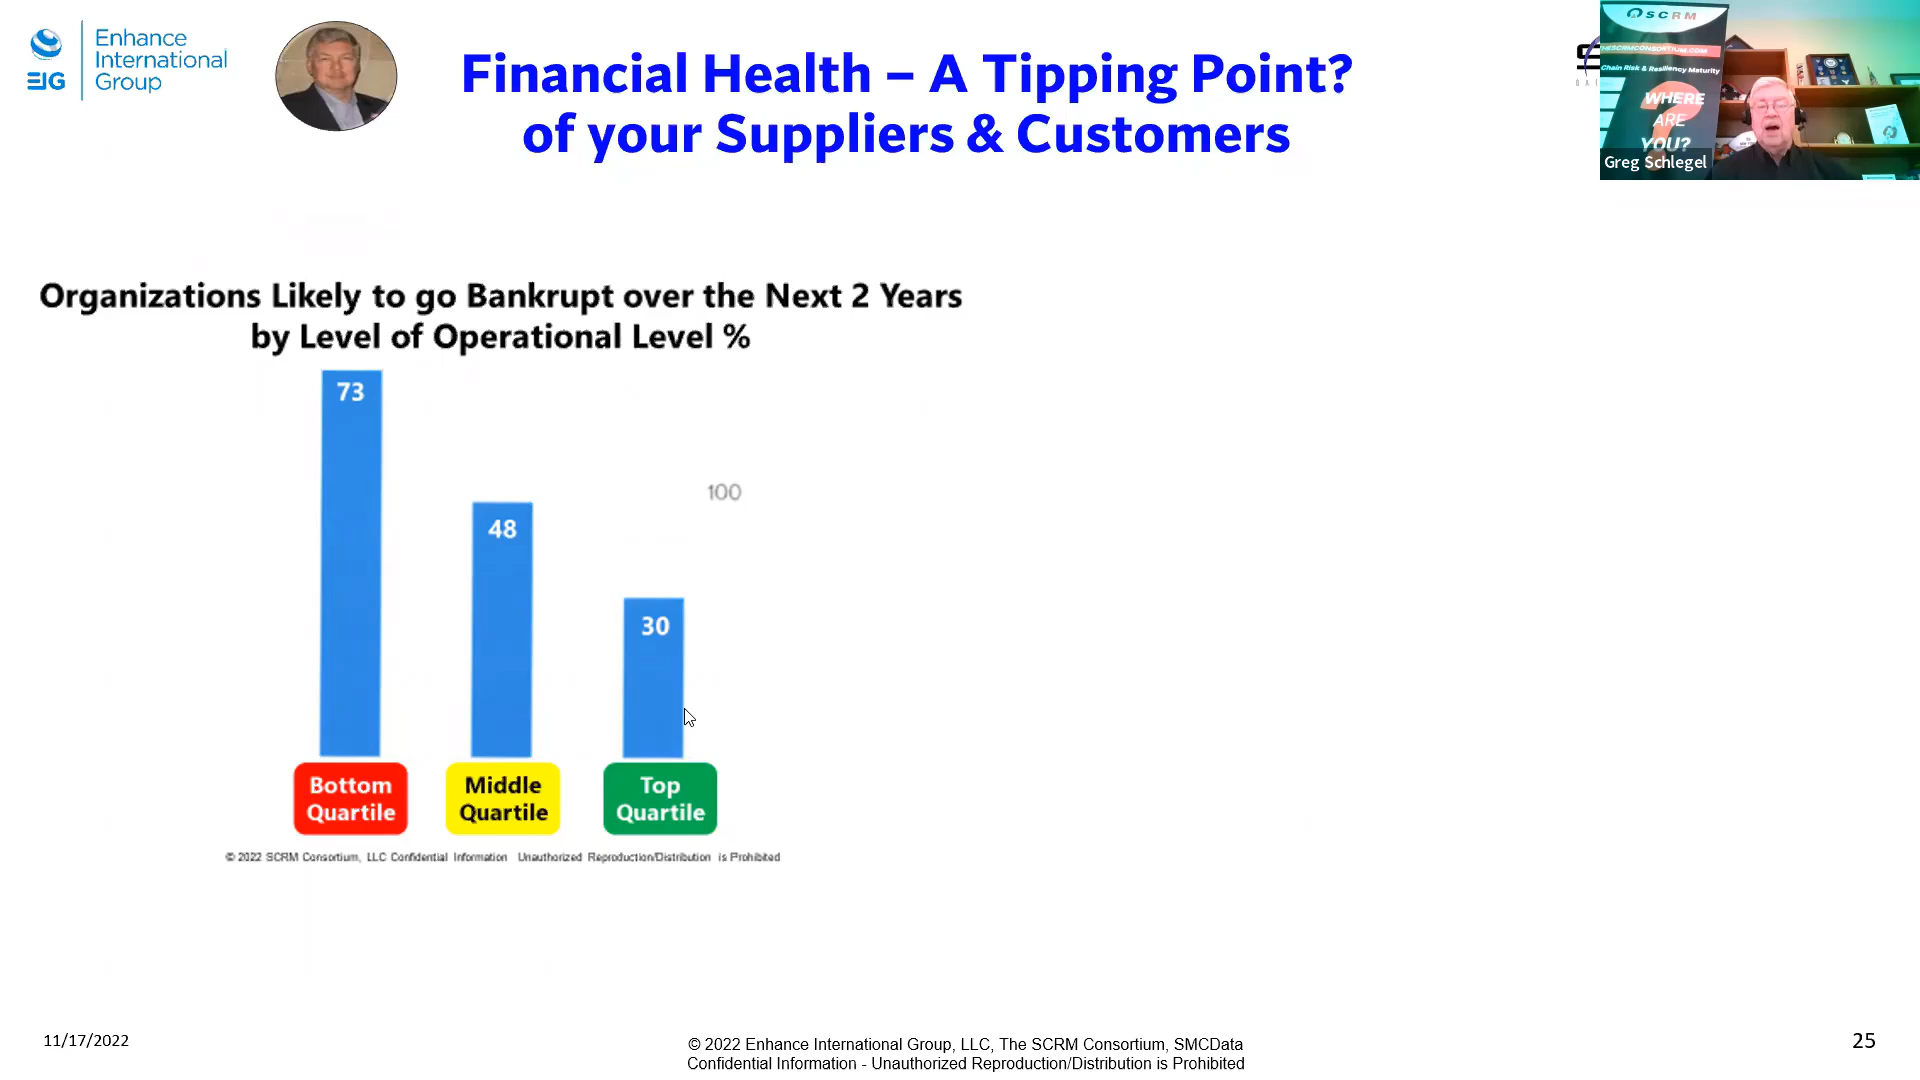 EIG
Enhance
International
Group
Financial Health – A Tipping Point?
of your Suppliers & Customers
SCRM
THESCRMCONSORTIUM.COM
Chain Risk & Resiliency Maturity
WHERE
ARE
YOU?
Greg Schlegel
Organizations Likely to go Bankrupt over the Next 2 Years
by Level of Operational Level %
73
48
100
30
Bottom
Quartile
Middle
Quartile
Top
Quartile
© 2022 SCRM Consortium, LLC Confidential Information Unauthorized Reproduction/Distribution is Prohibited
11/17/2022
© 2022 Enhance International Group, LLC, The SCRM Consortium, SMCData
Confidential Information - Unauthorized Reproduction/Distribution is Prohibited
25